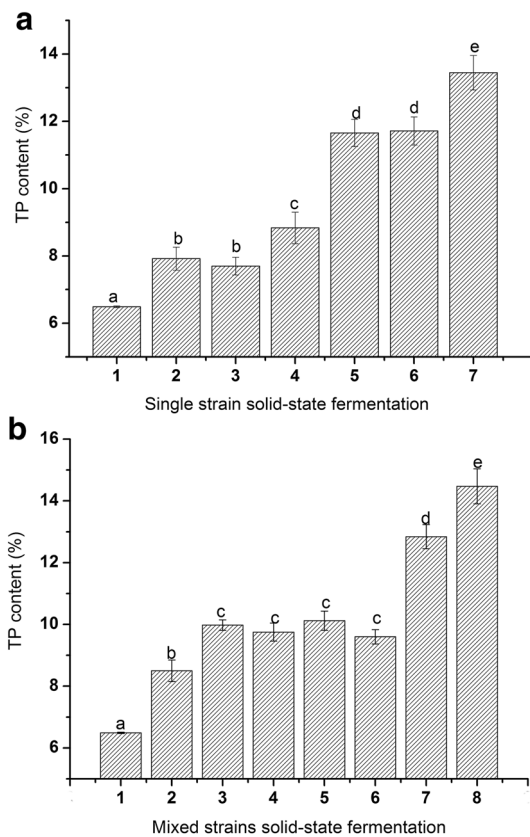 a
TP content (%)
14
12
10
8
6
a
b
b
c
d
d
e
1 2 3 4 5 6 7
Single strain solid-state fermentation
b
TP content (%)
16
14
12
10
8
6
a
b
c
c
c
c
d
e
1 2 3 4 5 6 7 8
Mixed strains solid-state fermentation